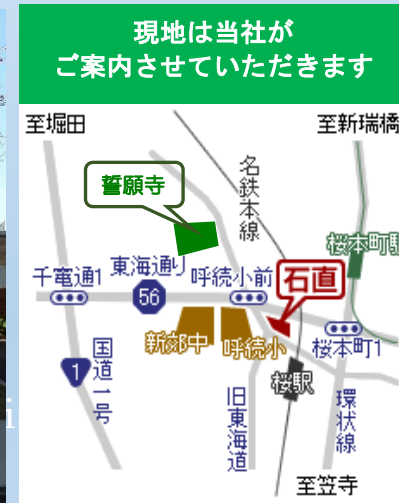 現地は当社が
ご案内させていただきます
至堀田
至新瑞橋
誓願寺
名鉄本線
桜本町駅
千竈通1
東海通り
呼続小前
石直
56
新郊中
呼続小
桜本町1
1
国道一号
桜駅
旧東海道
環状線
i
至笠寺